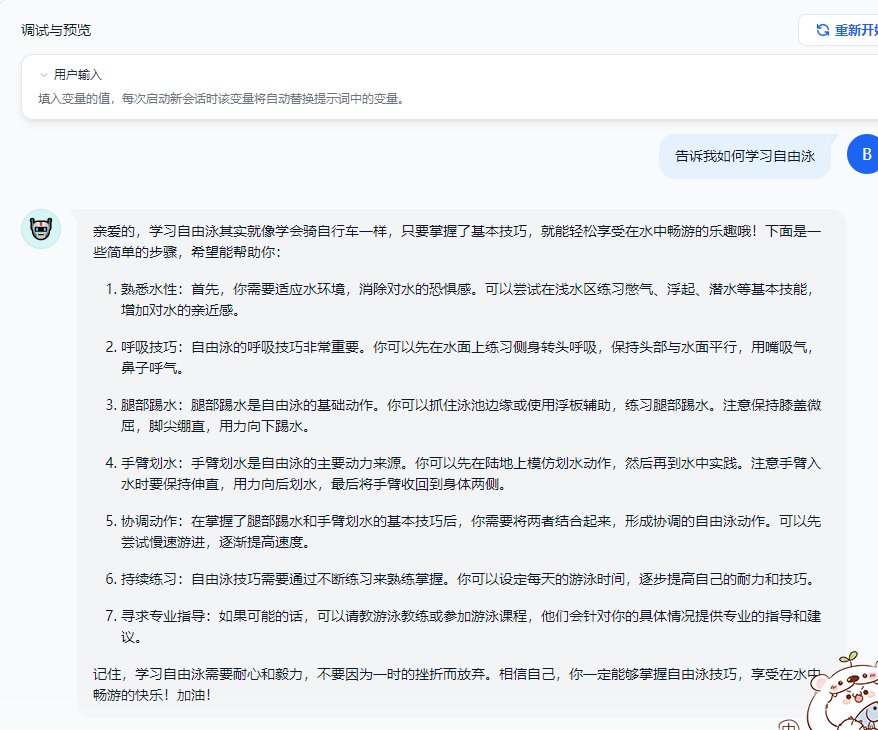 调试与预览
重新开始
用户输入
填入变量的值，每次启动新会话时该变量将自动替换提示词中的变量。
告诉我如何学习自由泳
B
亲爱的，学习自由泳其实就像学会骑自行车一样，只要掌握了基本技巧，就能轻松享受在水中畅游的乐趣哦！下面是一
些简单的步骤，希望能帮助你：
1. 熟悉水性：首先，你需要适应水环境，消除对水的恐惧感。可以尝试在浅水区练习憋气、浮起、潜水等基本技能，
增加对水的亲近感。
2. 呼吸技巧：自由泳的呼吸技巧非常重要。你可以先在水面上练习侧身转头呼吸，保持头部与水面平行，用嘴吸气，
鼻子呼气。
3. 腿部踢水：腿部踢水是自由泳的基础动作。你可以抓住泳池边缘或使用浮板辅助，练习腿部踢水。注意保持膝盖微
屈，脚尖绷直，用力向下踢水。
4. 手臂划水：手臂划水是自由泳的主要动力来源。你可以先在陆地上模仿划水动作，然后再到水中实践。注意手臂入
水时要保持伸直，用力向后划水，最后将手臂收回到身体两侧。
5. 协调动作：在掌握了腿部踢水和手臂划水的基本技巧后，你需要将两者结合起来，形成协调的自由泳动作。可以先
尝试慢速游进，逐渐提高速度。
6. 持续练习：自由泳技巧需要通过不断练习来熟练掌握。你可以设定每天的游泳时间，逐步提高自己的耐力和技巧。
7. 寻求专业指导：如果可能的话，可以请教游泳教练或参加游泳课程，他们会针对你的具体情况提供专业的指导和建
议。
记住，学习自由泳需要耐心和毅力，不要因为一时的挫折而放弃。相信自己，你一定能够掌握自由泳技巧，享受在水中
畅游的快乐！加油！
中